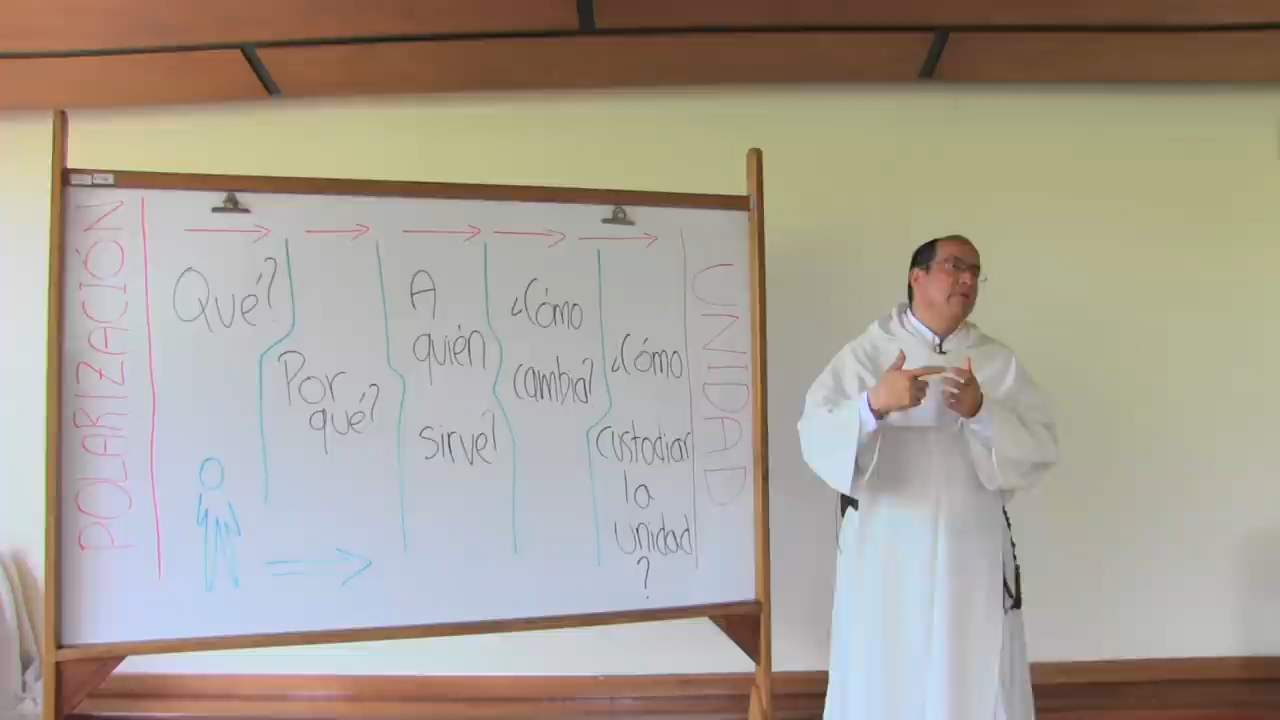 POLARIZACIÓN
Qué?
Por
qué?
A
quién
sirve?
¿Cómo
cambia?
¿Cómo
custodiar
la
unidad
?
UNIDAD